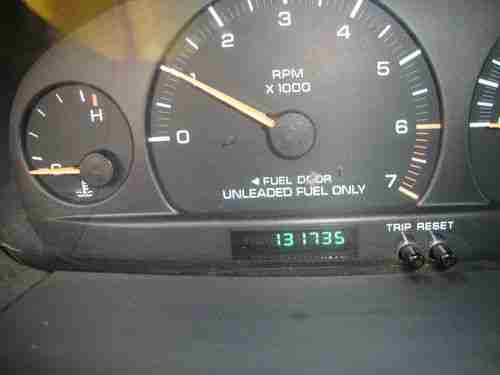 3
2
4
1
5
RPM
X 1000
H
0
6
C
◄ FUEL DOOR
7
UNLEADED FUEL ONLY
TRIP RESET
131735